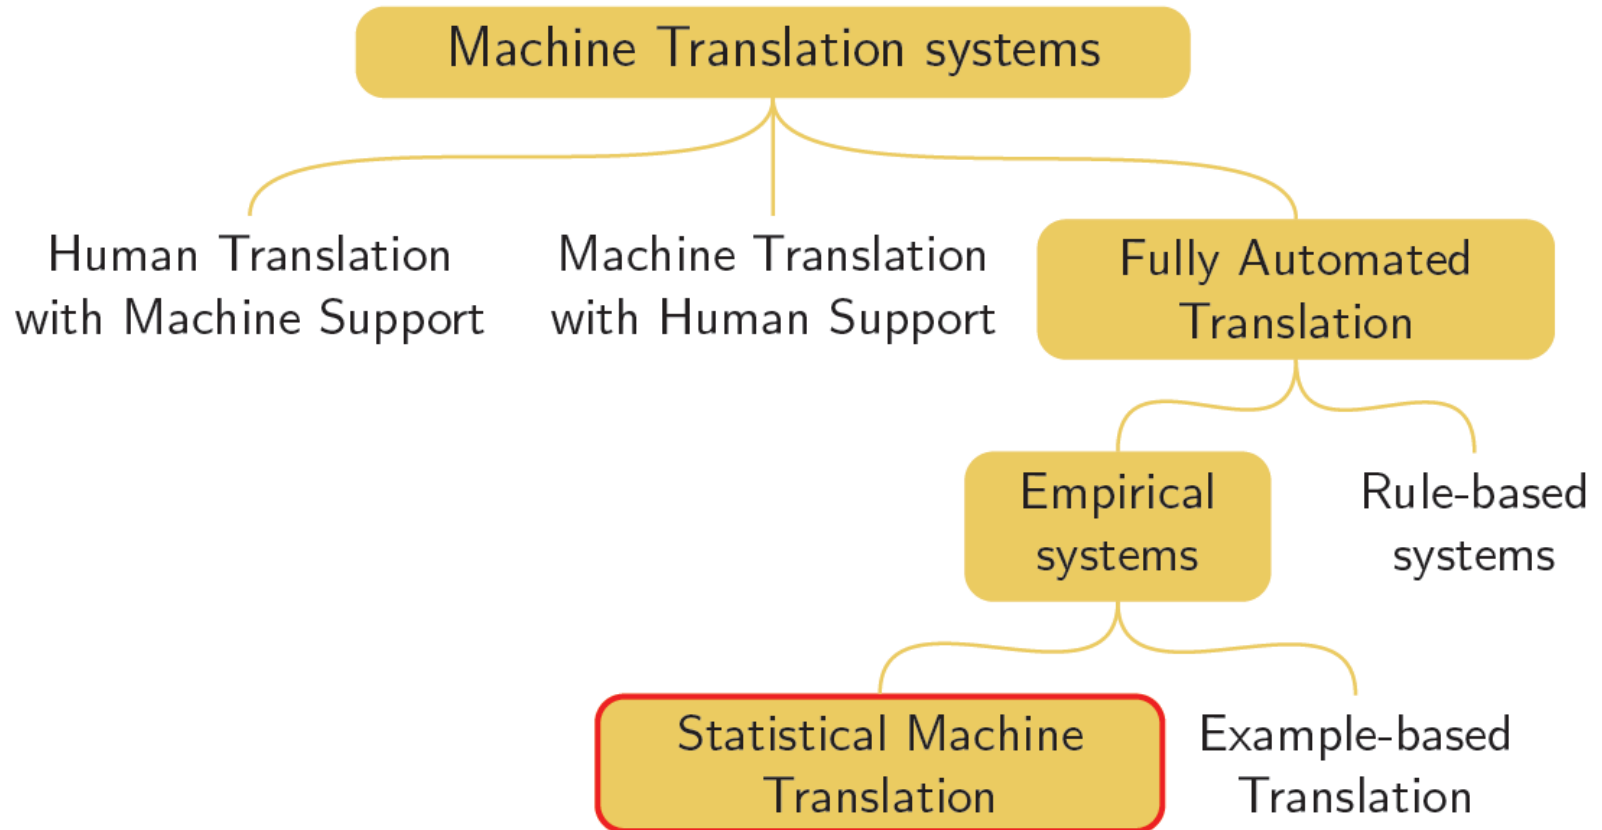 Machine Translation systems
Human Translation
with Machine Support
Machine Translation
with Human Support
Fully Automated
Translation
Empirical
systems
Rule-based
systems
Statistical Machine
Translation
Example-based
Translation